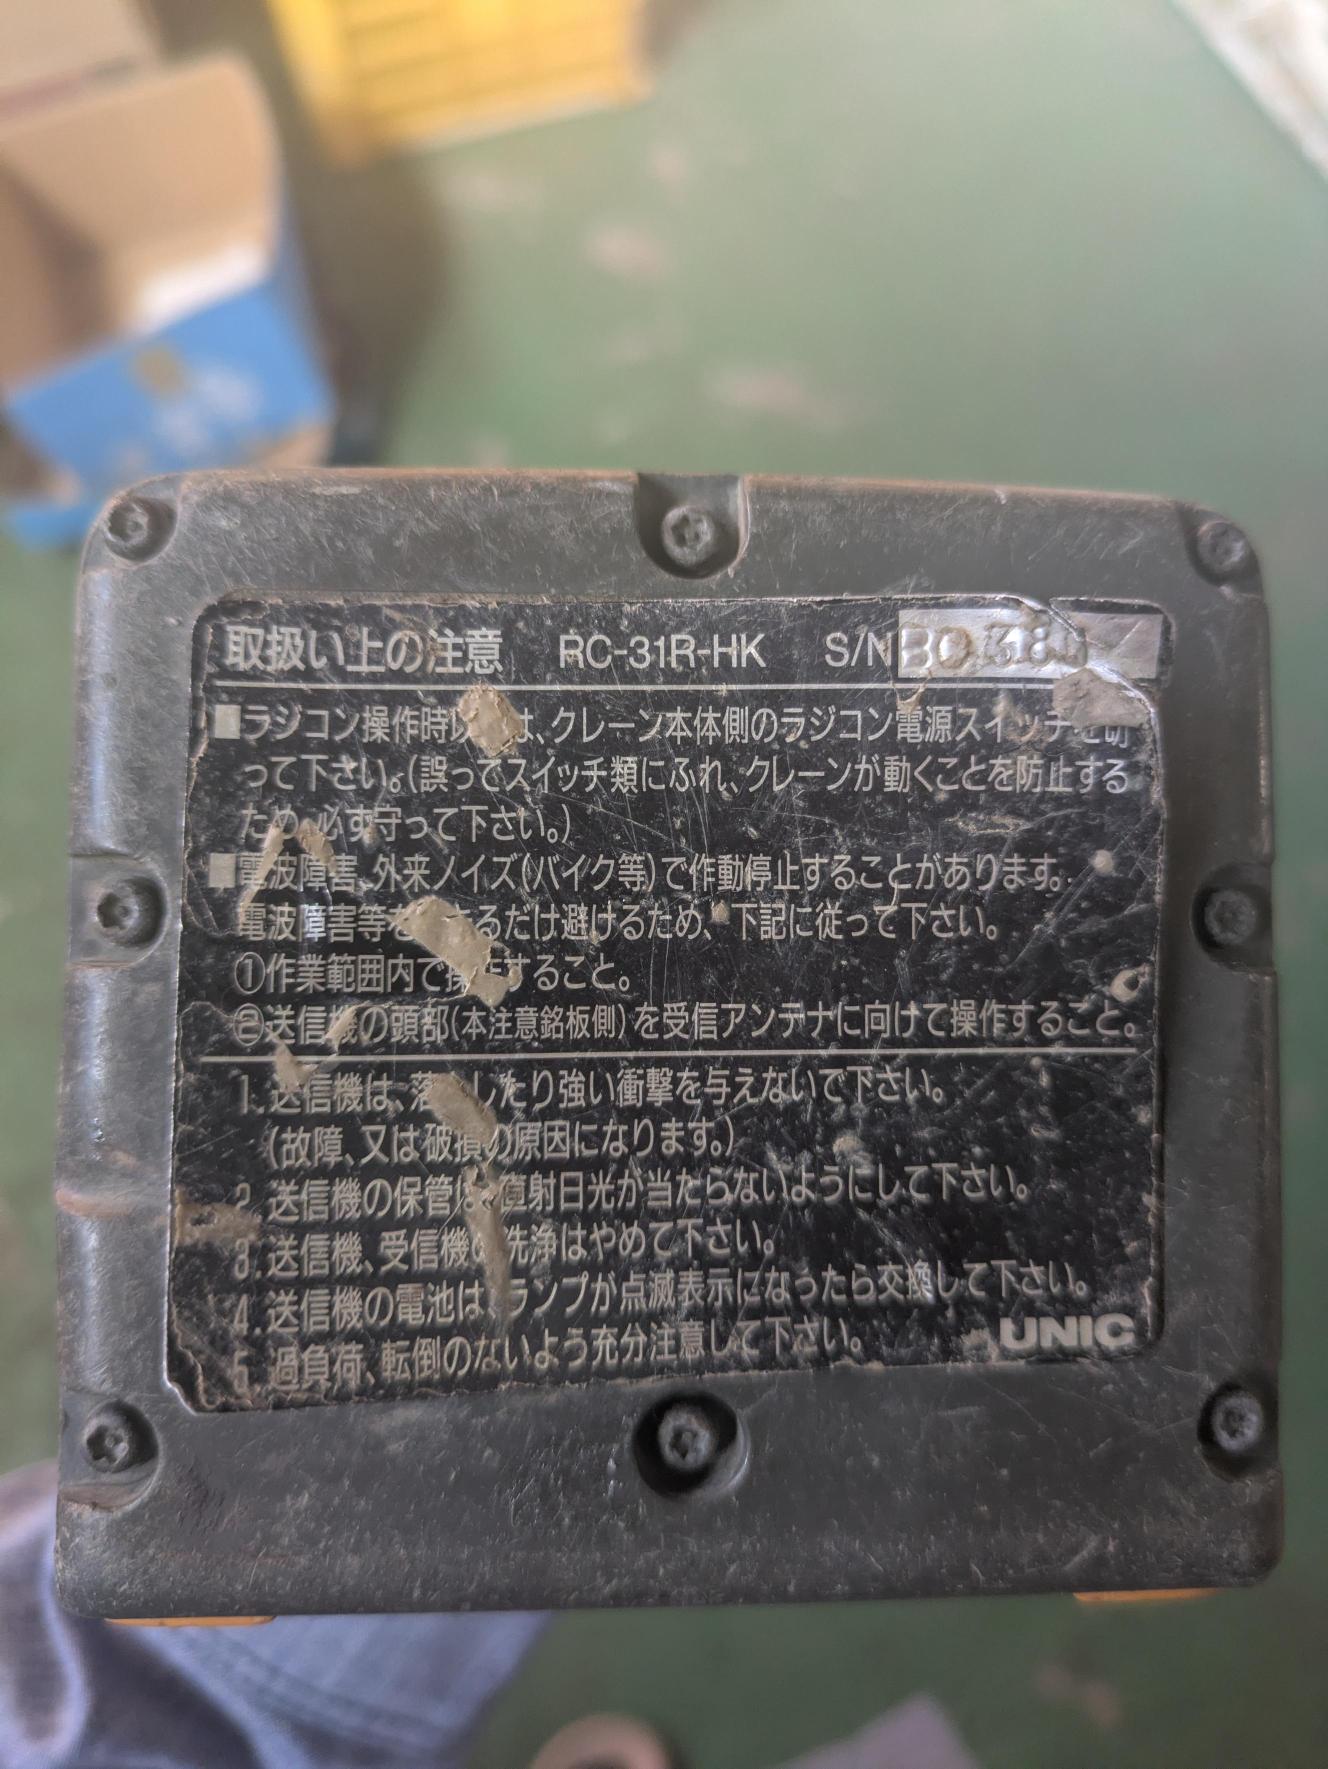 取扱い上の注意 RC-31R-HK S/N
■ラジコン操作時以 は、クレーン本体側のラジコン電源スイッチを切
って下さい。(誤ってスイッチ類にふれ、クレーンが動くことを防止する
ため、必ず守って下さい。)
■電波障害、外来ノイズ(バイク等)で作動停止することがあります。
電波障害等を るだけ避けるため、下記に従って下さい。
①作業範囲内で操作すること。
②送信機の頭部(本注意銘板側)を受信アンテナに向けて操作すること。
1. 送信機は、落 したり強い衝撃を与えないで下さい。
(故障、又は破損の原因になります。)
2. 送信機の保管は、直射日光が当たらないようにして下さい。
3. 送信機、受信機の洗浄はやめて下さい。
4. 送信機の電池は、ランプが点滅表示になったら交換して下さい。
5. 過負荷、転倒のないよう充分注意して下さい。
UNIC